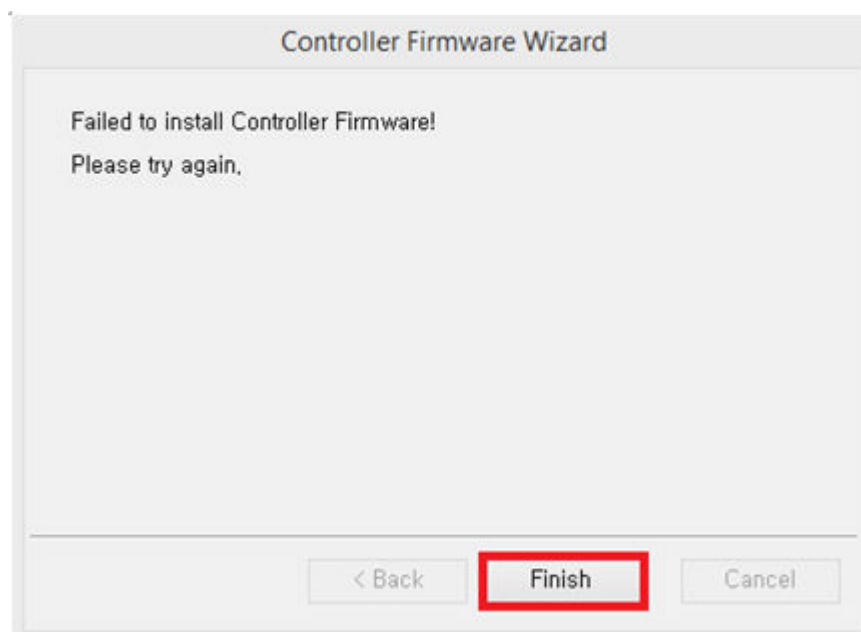 Controller Firmware Wizard
Failed to install Controller Firmware!
Please try again,
< Back
Finish
Cancel